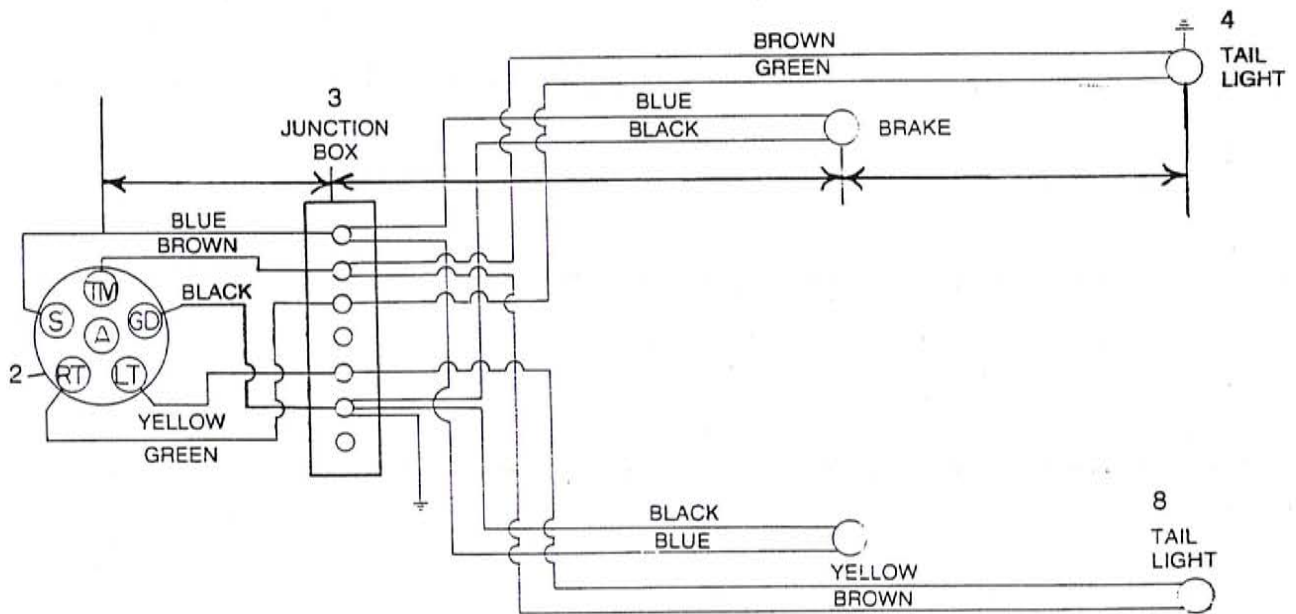 BROWN
4
TAIL
LIGHT
GREEN
3
JUNCTION
BOX
BLUE
BLACK
BRAKE
BLUE
BROWN
TM
BLACK
S
GD
A
2
RT
LT
YELLOW
GREEN
BLACK
BLUE
8
TAIL
LIGHT
YELLOW
BROWN